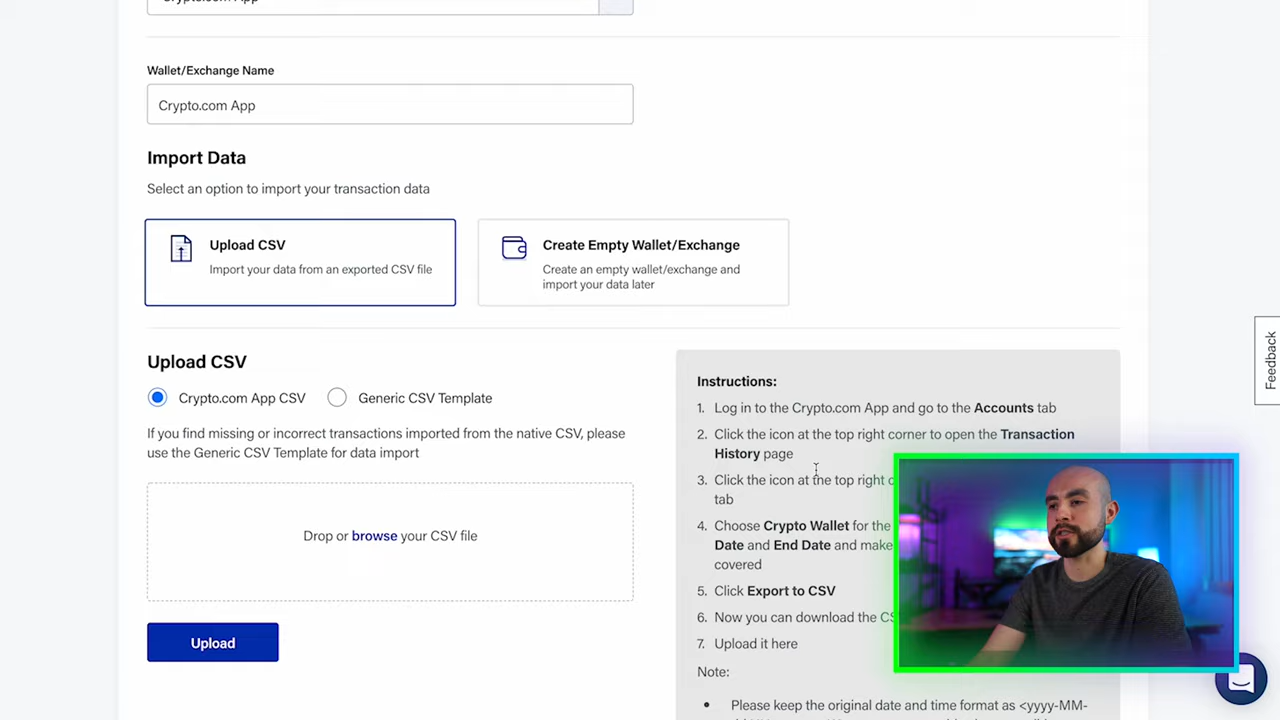 Crypto.com App
Wallet/Exchange Name
Crypto.com App
Import Data
Select an option to import your transaction data
Upload CSV
Import your data from an exported CSV file
Create Empty Wallet/Exchange
Create an empty wallet/exchange and
import your data later
Upload CSV
Crypto.com App CSV
Generic CSV Template
If you find missing or incorrect transactions imported from the native CSV, please
use the Generic CSV Template for data import
Drop or browse your CSV file
Upload
Instructions:
1. Log in to the Crypto.com App and go to the Accounts tab
2. Click the icon at the top right corner to open the Transaction
History page
3. Click the icon at the top right
tab
4. Choose Crypto Wallet for the
Date and End Date and make
covered
5. Click Export to CSV
6. Now you can download the
7. Upload it here
Note:
• Please keep the original date and time format as <yyyy-MM-
Feedback